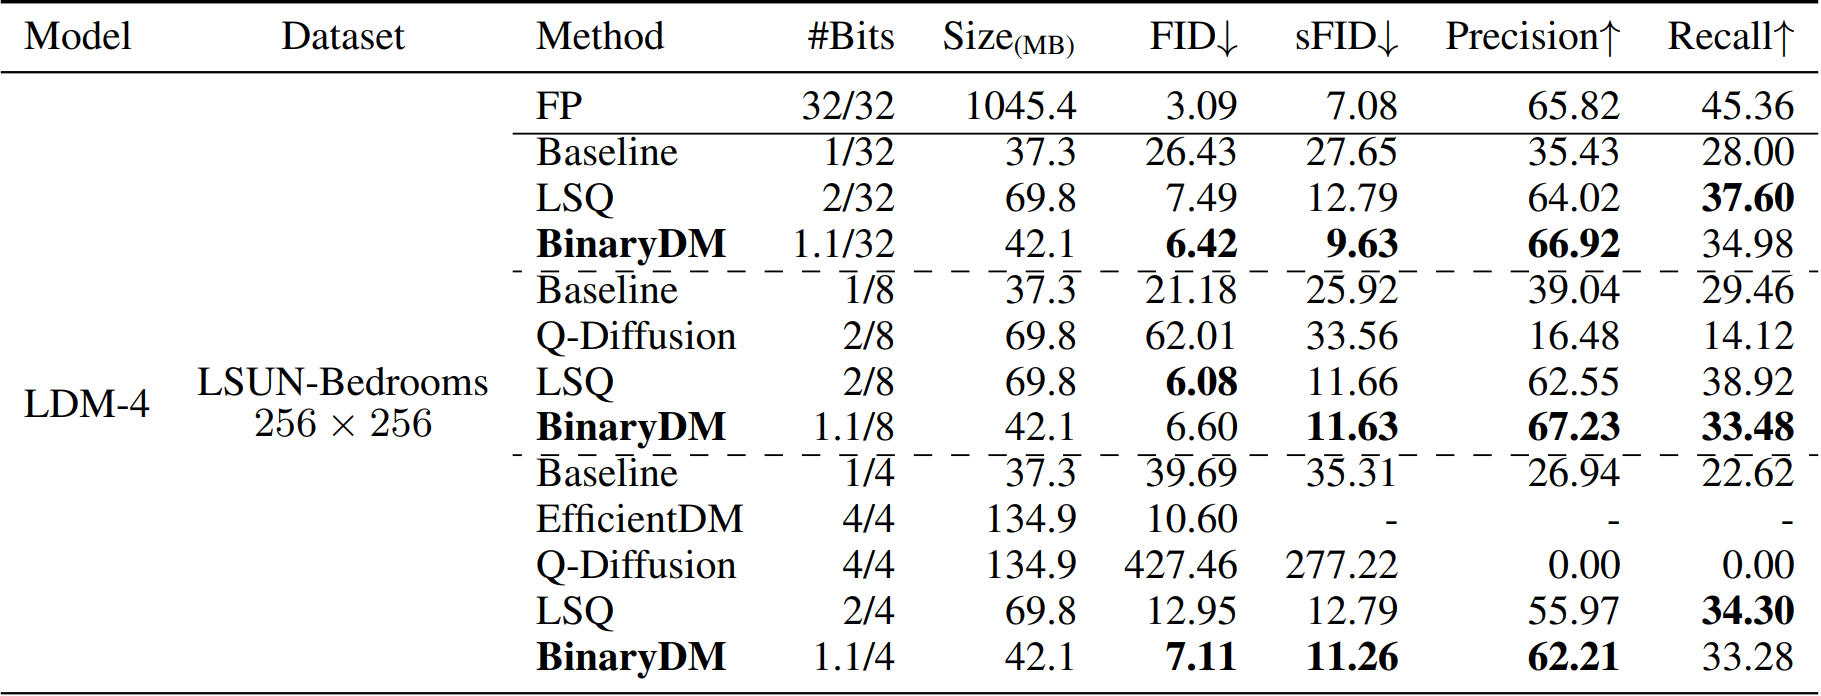 Model Dataset Method #Bits Size(MB) FID↓ sFID↓ Precision↑ Recall↑
FP 32/32 1045.4 3.09 7.08 65.82 45.36
Baseline 1/32 37.3 26.43 27.65 35.43 28.00
LSQ 2/32 69.8 7.49 12.79 64.02 37.60
BinaryDM 1.1/32 42.1 6.42 9.63 66.92 34.98
Baseline 1/8 37.3 21.18 25.92 39.04 29.46
Q-Diffusion 2/8 69.8 62.01 33.56 16.48 14.12
LSUN-Bedrooms LSQ 2/8 69.8 6.08 11.66 62.55 38.92
LDM-4
256 × 256 BinaryDM 1.1/8 42.1 6.60 11.63 67.23 33.48
Baseline 1/4 37.3 39.69 35.31 26.94 22.62
EfficientDM 4/4 134.9 10.60 - - -
Q-Diffusion 4/4 134.9 427.46 277.22 0.00 0.00
LSQ 2/4 69.8 12.95 12.79 55.97 34.30
BinaryDM 1.1/4 42.1 7.11 11.26 62.21 33.28